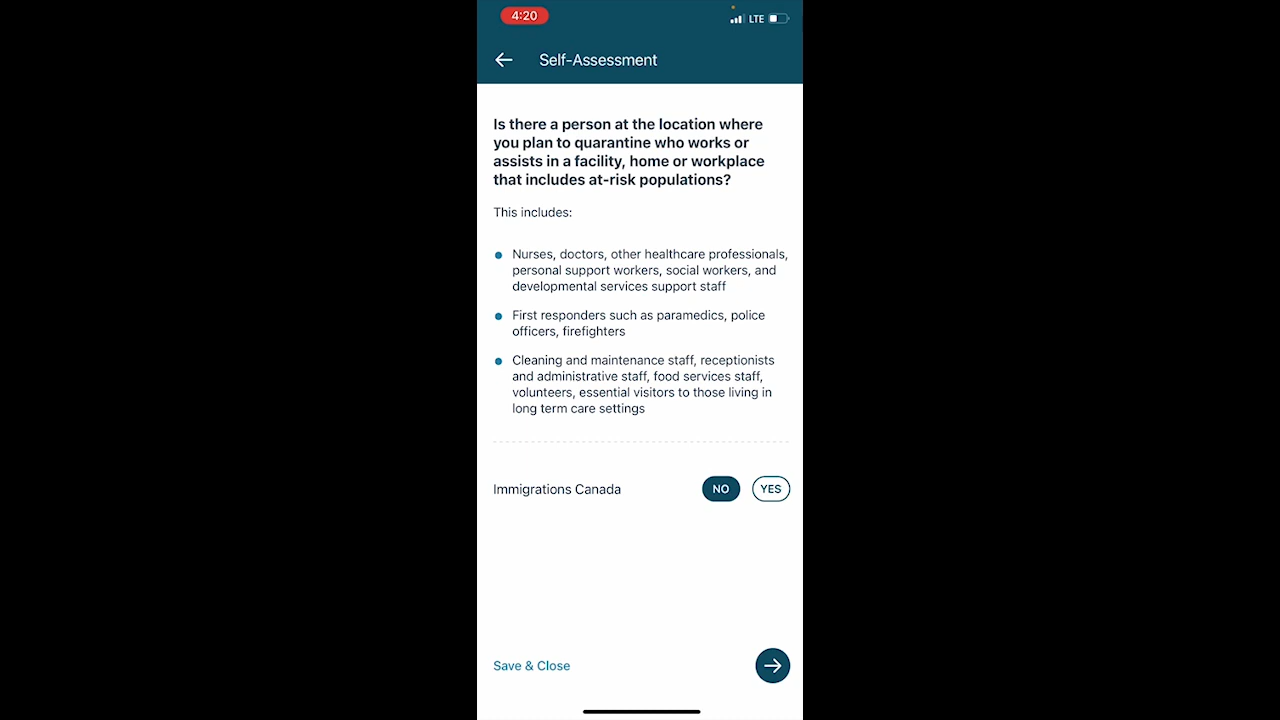 4:20
LTE
Self-Assessment
Is there a person at the location where
you plan to quarantine who works or
assists in a facility, home or workplace
that includes at-risk populations?
This includes:
Nurses, doctors, other healthcare professionals,
personal support workers, social workers, and
developmental services support staff
First responders such as paramedics, police
officers, firefighters
Cleaning and maintenance staff, receptionists
and administrative staff, food services staff,
volunteers, essential visitors to those living in
long term care settings
Immigrations Canada
NO
YES
Save & Close